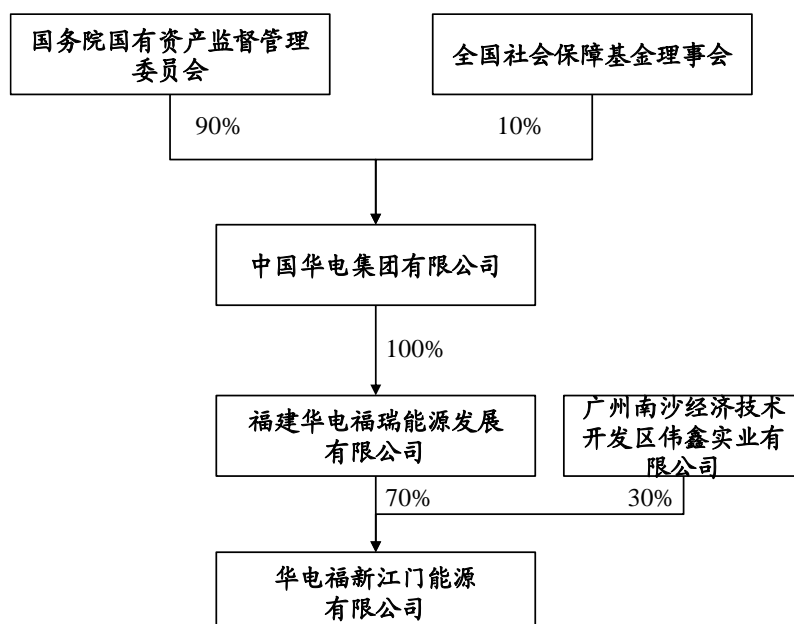 国务院国有资产监督管理
委员会
全国社会保障基金理事会
90%
10%
中国华电集团有限公司
100%
福建华电福瑞能源发展
有限公司
广州南沙经济技术
开发区伟鑫实业有
限公司
70%
30%
华电福新江门能源
有限公司